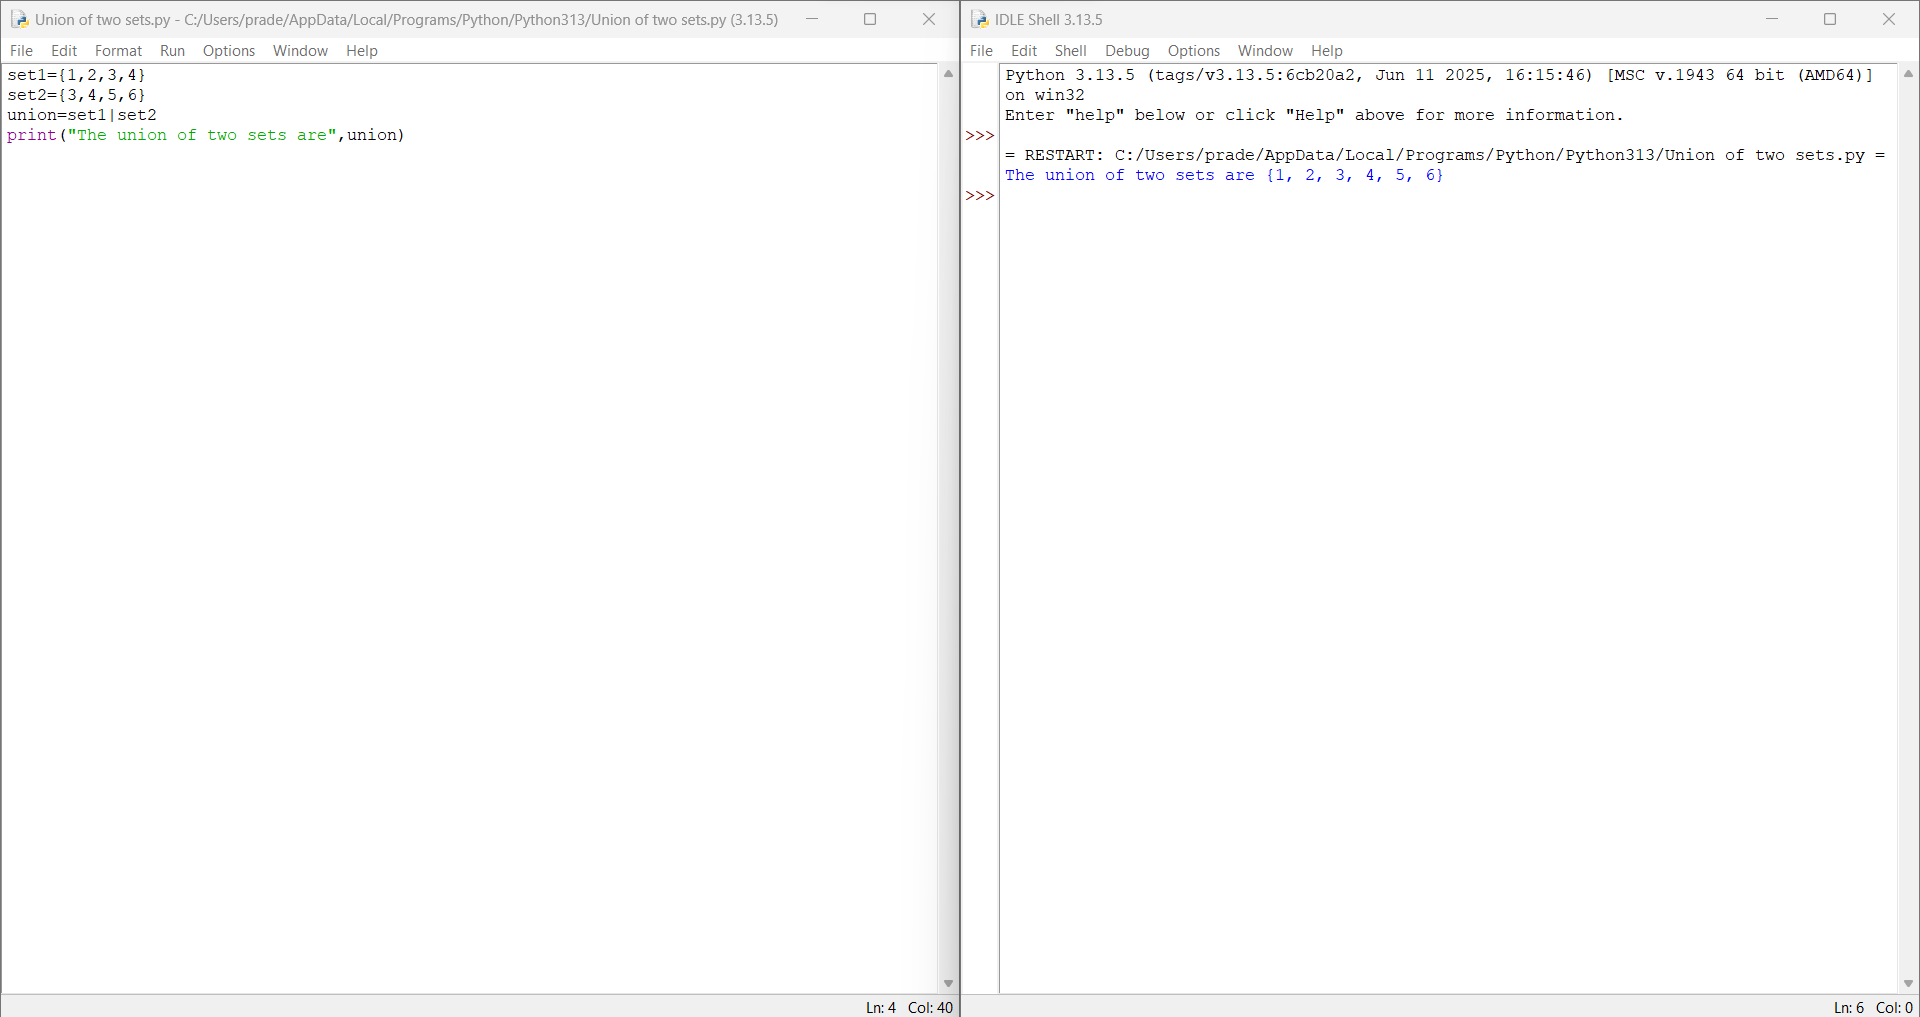 Union of two sets.py - C:/Users/prade/AppData/Local/Programs/Python/Python313/Union of two sets.py (3.13.5)
File Edit Format Run Options Window Help
set1={1,2,3,4}
set2={3,4,5,6}
union=set1|set2
print("The union of two sets are",union)
Ln: 4 Col: 40
IDLE Shell 3.13.5
File Edit Shell Debug Options Window Help
Python 3.13.5 (tags/v3.13.5:6cb20a2, Jun 11 2025, 16:15:46) [MSC v.1943 64 bit (AMD64)]
on win32
Enter "help" below or click "Help" above for more information.
>>>
= RESTART: C:/Users/prade/AppData/Local/Programs/Python/Python313/Union of two sets.py =
The union of two sets are {1, 2, 3, 4, 5, 6}
>>>
Ln: 6 Col: 0